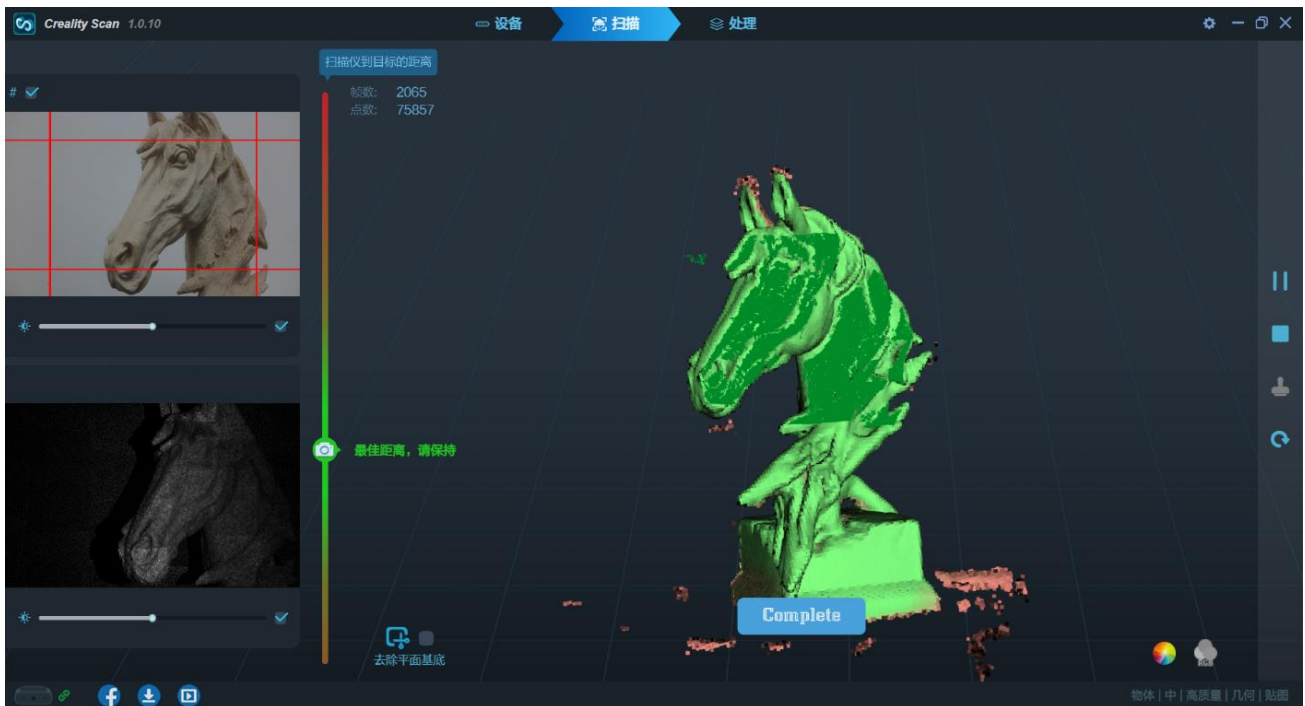 Creality Scan 1.0.10
设备
扫描
处理
扫描仪到目标的距离
帧数: 2065
点数: 75857
#
最佳距离，请保持
Complete
去除平面基底
RGB
物体 | 中 | 高质量 | 几何 | 贴图